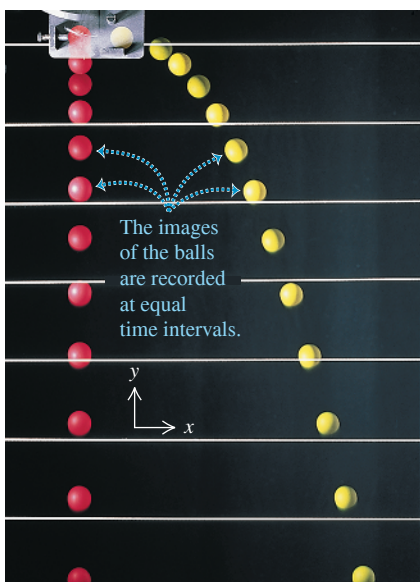 The images
of the balls
are recorded
at equal
time intervals.
y
x